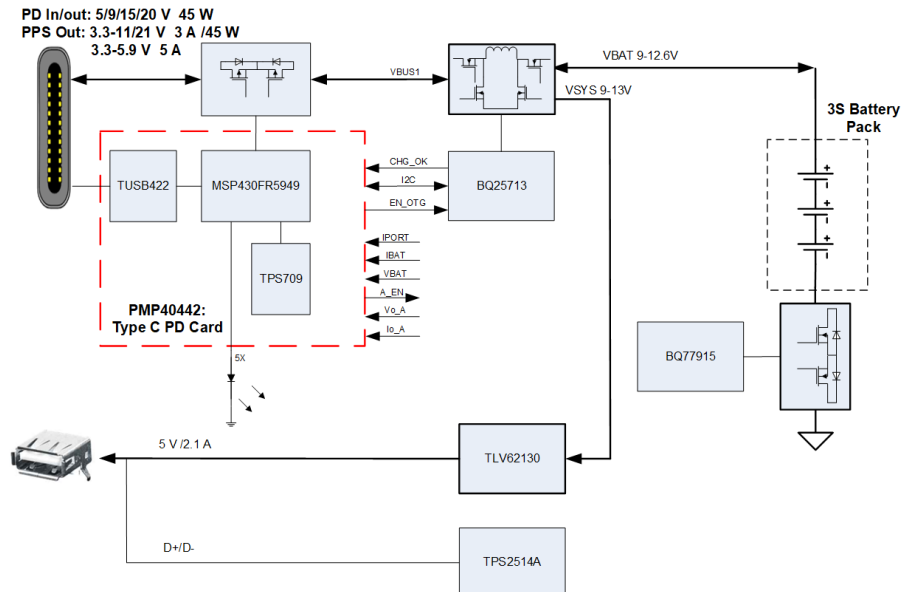 PD In/out: 5/9/15/20 V 45 W
PPS Out: 3.3-11/21 V 3 A /45 W
3.3-5.9 V 5 A
VBUS1
VBAT 9-12.6V
VSYS 9-13V
3S Battery
Pack
TUSB422
MSP430FR5949
CHG_OK
I2C
EN_OTG
BQ25713
IPORT
IBAT
VBAT
A_EN
Vo_A
Io_A
TPS709
PMP40442:
Type C PD Card
+
-
+
-
+
-
5X
BQ77915
5 V /2.1 A
TLV62130
D+/D-
TPS2514A